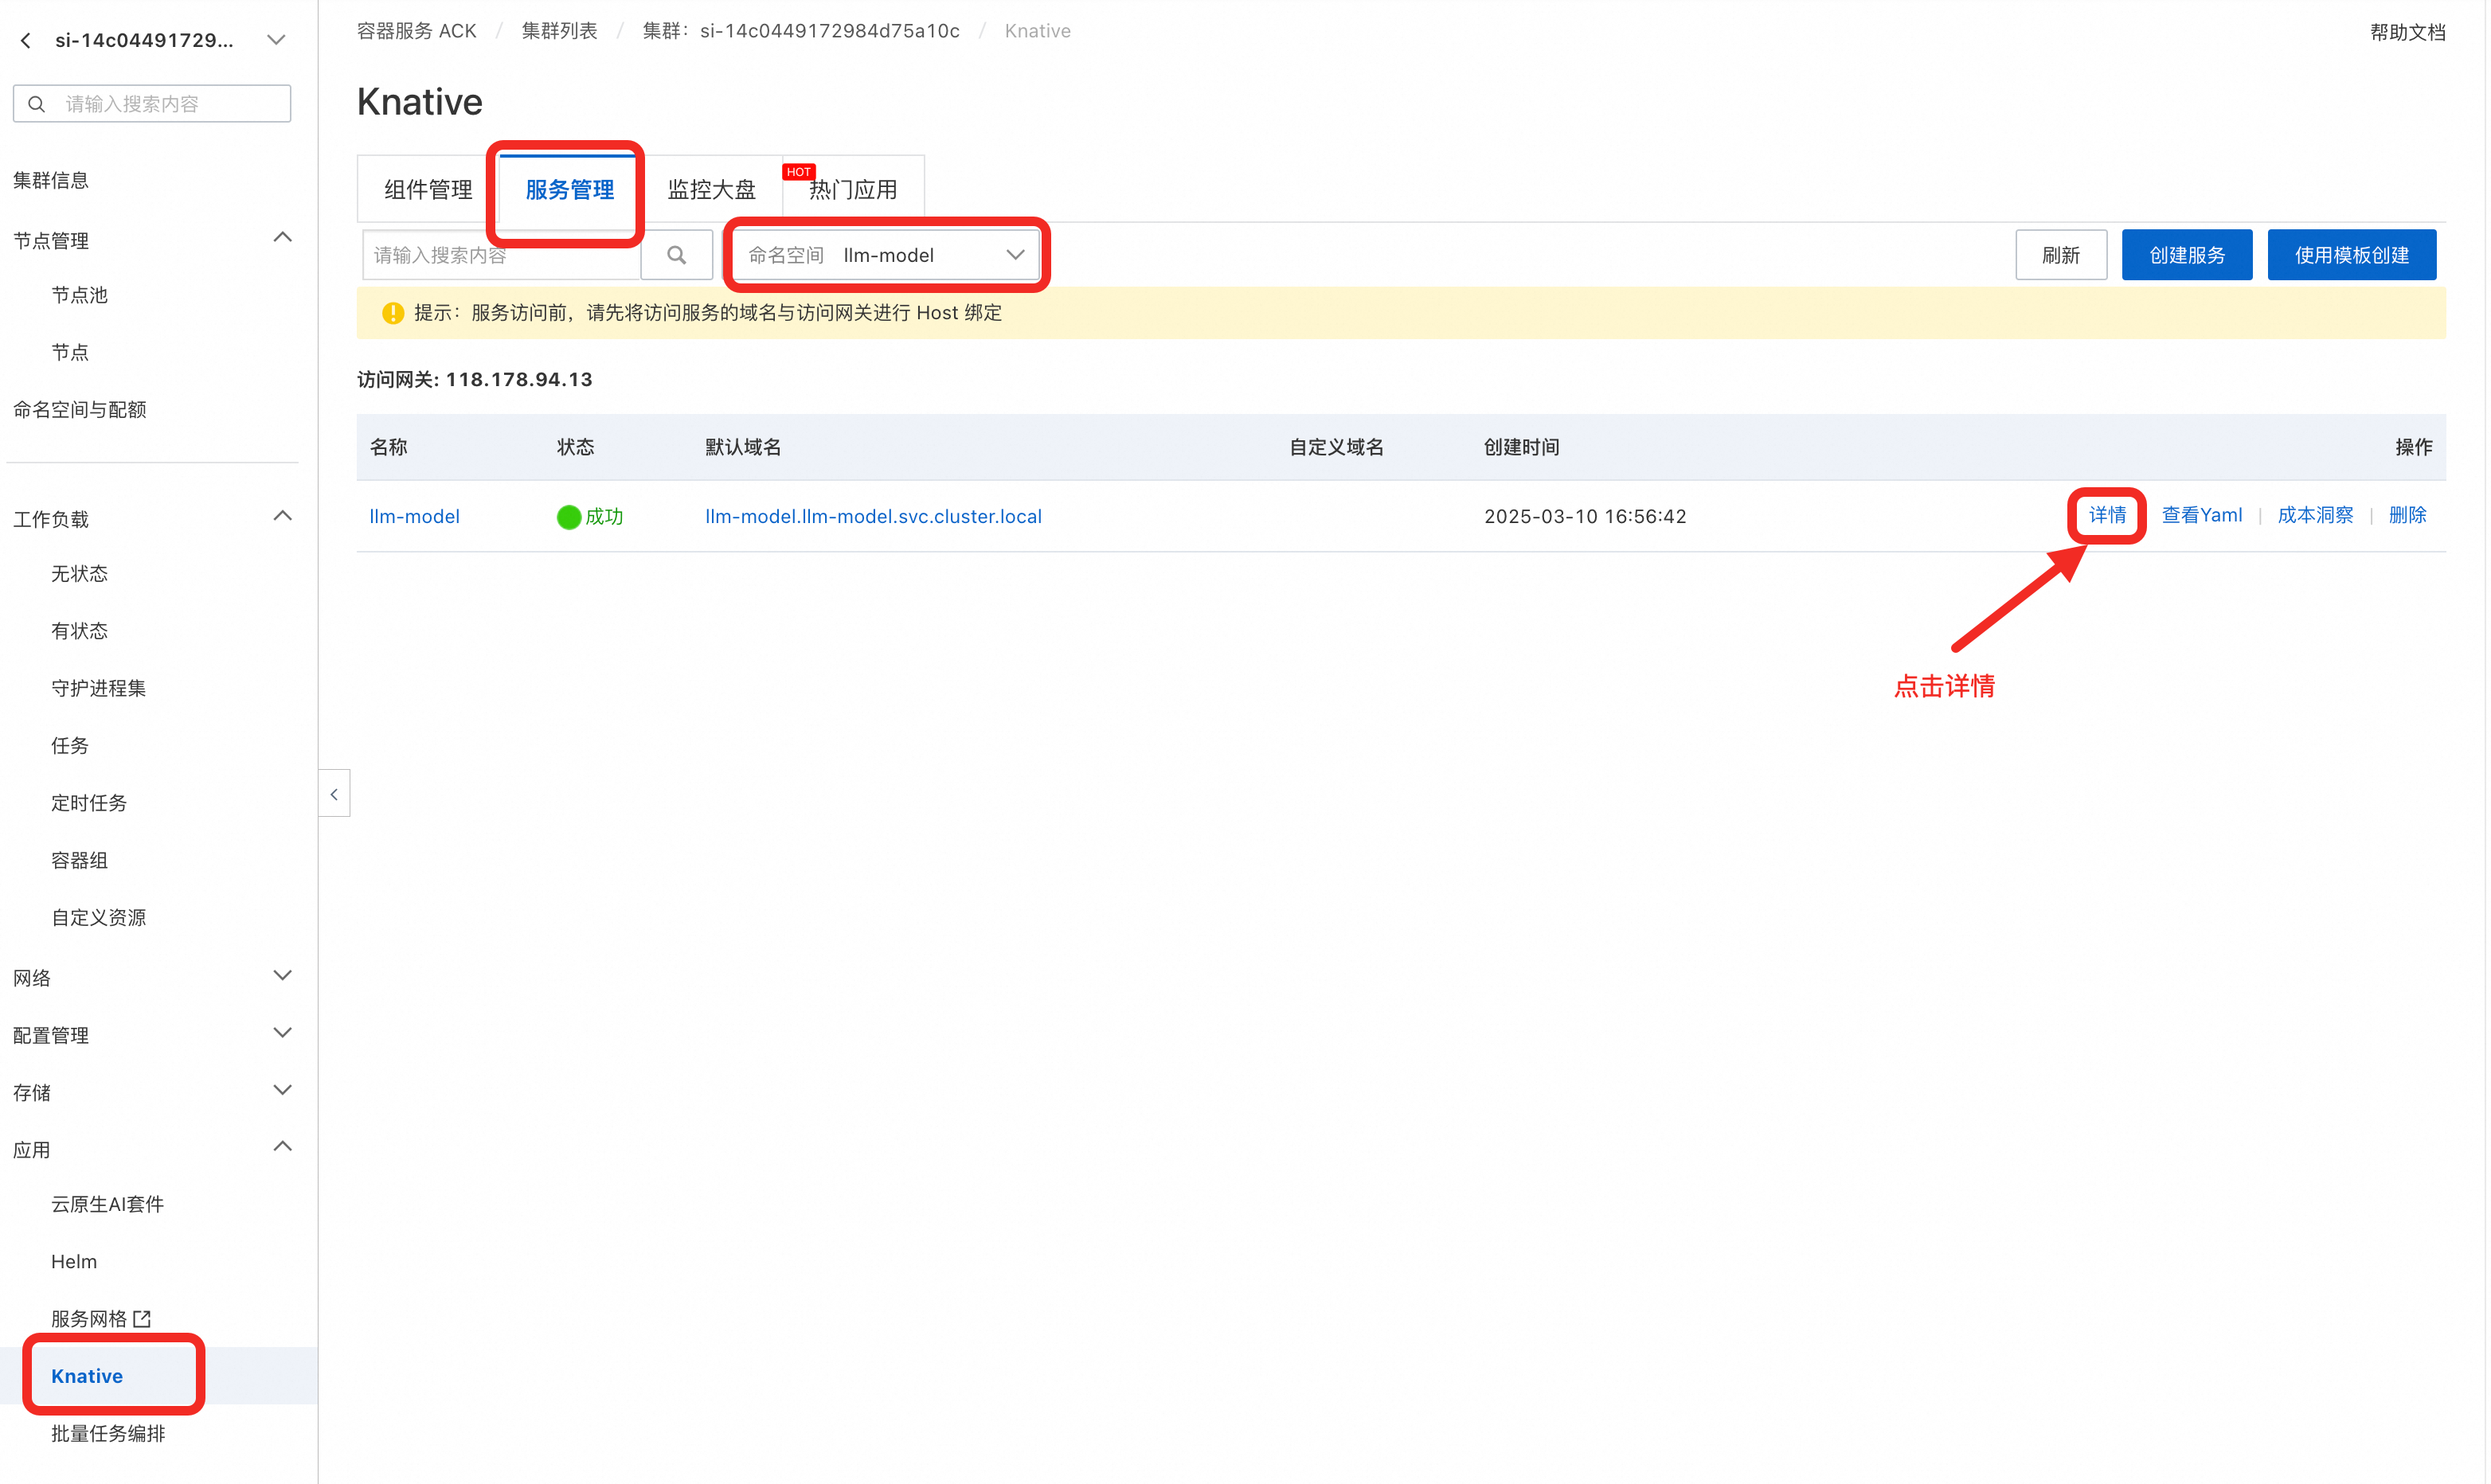 si-14c04491729...
请输入搜索内容
集群信息
节点管理
节点池
节点
命名空间与配额
工作负载
无状态
有状态
守护进程集
任务
定时任务
容器组
自定义资源
网络
配置管理
存储
应用
云原生AI套件
Helm
服务网格
Knative
批量任务编排
容器服务 ACK / 集群列表 / 集群：si-14c0449172984d75a10c / Knative
帮助文档
Knative
组件管理 服务管理 监控大盘 HOT 热门应用
请输入搜索内容 命名空间 llm-model 刷新 创建服务 使用模板创建
提示：服务访问前，请先将访问服务的域名与访问网关进行 Host 绑定
访问网关: 118.178.94.13
名称 状态 默认域名 自定义域名 创建时间 操作
llm-model 成功 llm-model.llm-model.svc.cluster.local 2025-03-10 16:56:42 详情 查看Yaml | 成本洞察 | 删除
点击详情